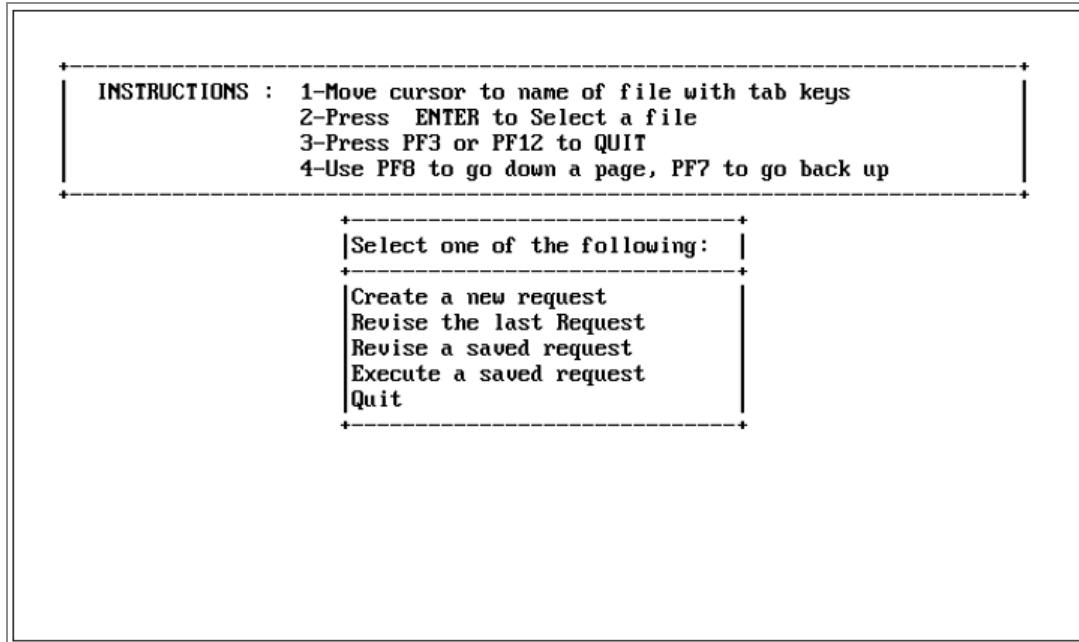 INSTRUCTIONS :  1-Move cursor to name of file with tab keys
2-Press  ENTER to Select a file
3-Press PF3 or PF12 to QUIT
4-Use PF8 to go down a page, PF7 to go back up
Select one of the following:
Create a new request
Revise the last Request
Revise a saved request
Execute a saved request
Quit